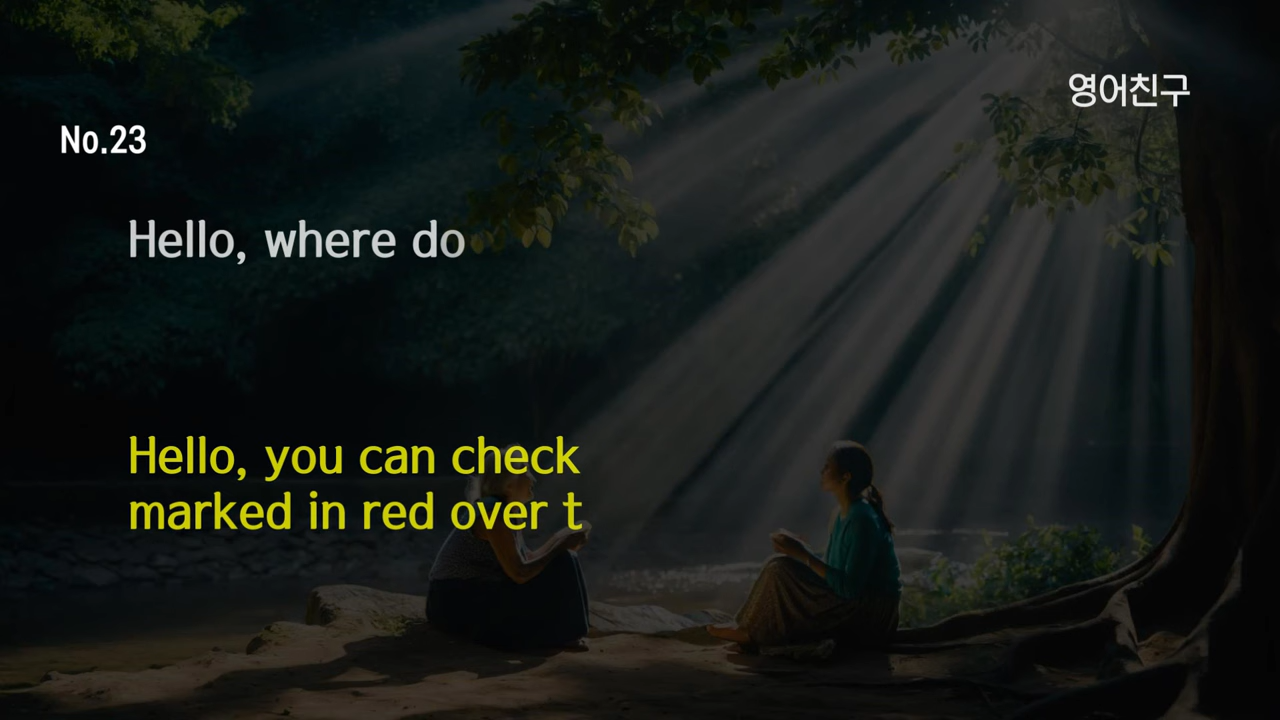 영어친구
No.23
Hello, where do
Hello, you can check
marked in red over t